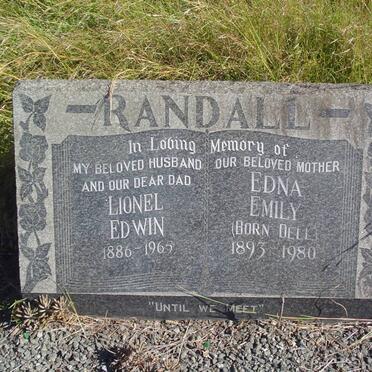 RANDALL
In Loving Memory of
MY BELOVED HUSBAND
AND OUR DEAR DAD
LIONEL
EDWIN
1886-1965
OUR BELOVED MOTHER
EDNA
EMILY
(BORN DELL)
1893 1980
"UNTIL WE MEET"